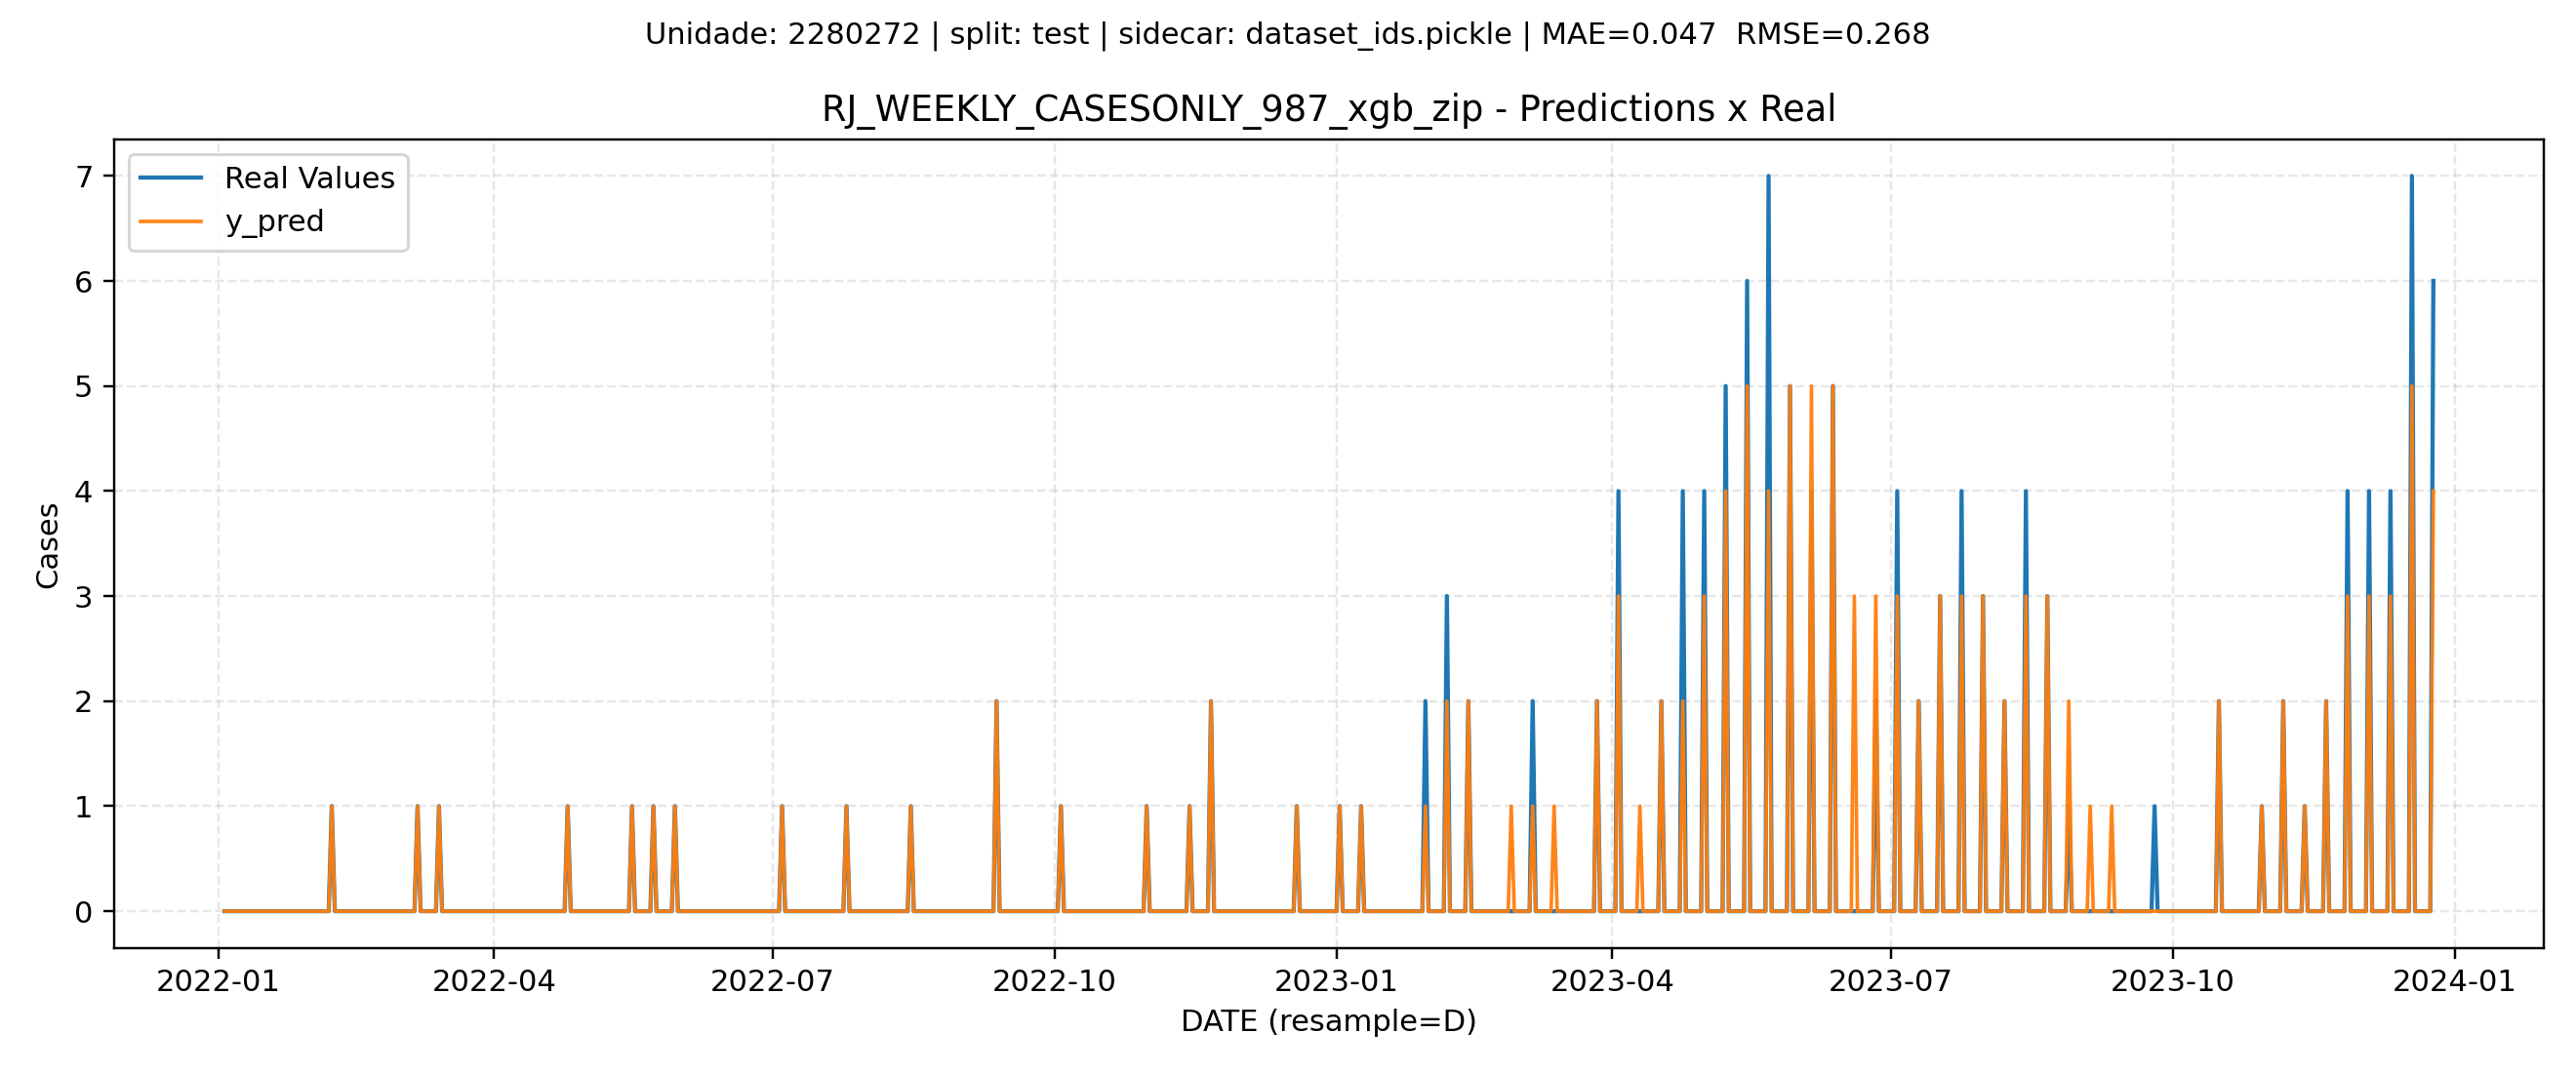 Unidade: 2280272 | split: test | sidecar: dataset_ids.pickle | MAE=0.047  RMSE=0.268
RJ_WEEKLY_CASESONLY_987_xgb_zip - Predictions x Real
Real Values
y_pred
7
6
5
4
3
2
1
0
Cases
2022-01
2022-04
2022-07
2022-10
2023-01
2023-04
2023-07
2023-10
2024-01
DATE (resample=D)